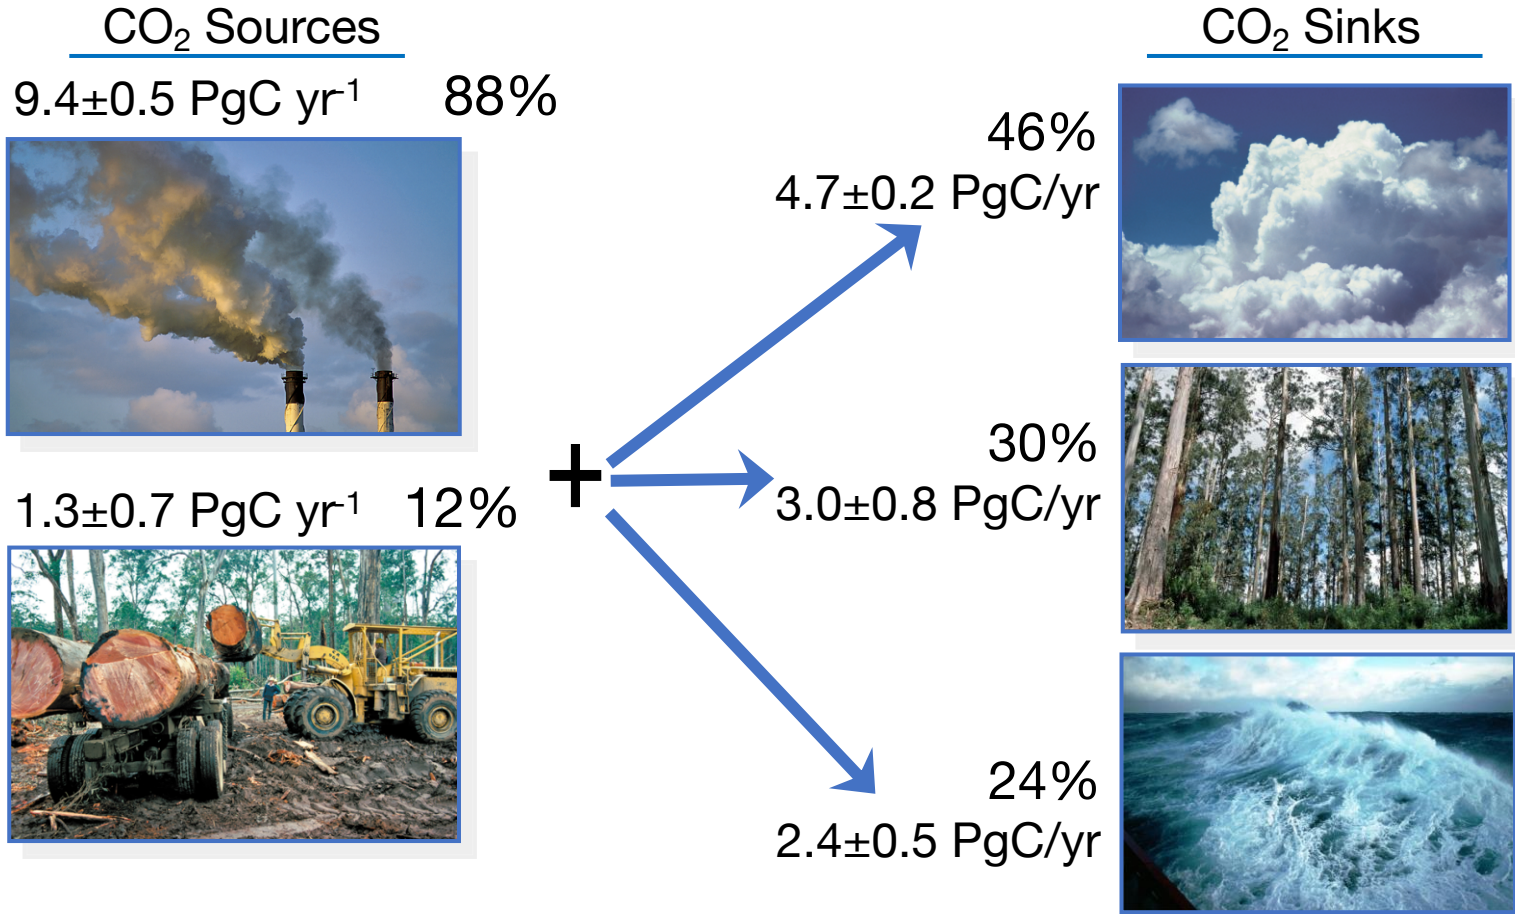 CO₂ Sources
9.4±0.5 PgC yr⁻¹ 88%
1.3±0.7 PgC yr⁻¹ 12%
+
CO₂ Sinks
46%
4.7±0.2 PgC/yr
30%
3.0±0.8 PgC/yr
24%
2.4±0.5 PgC/yr